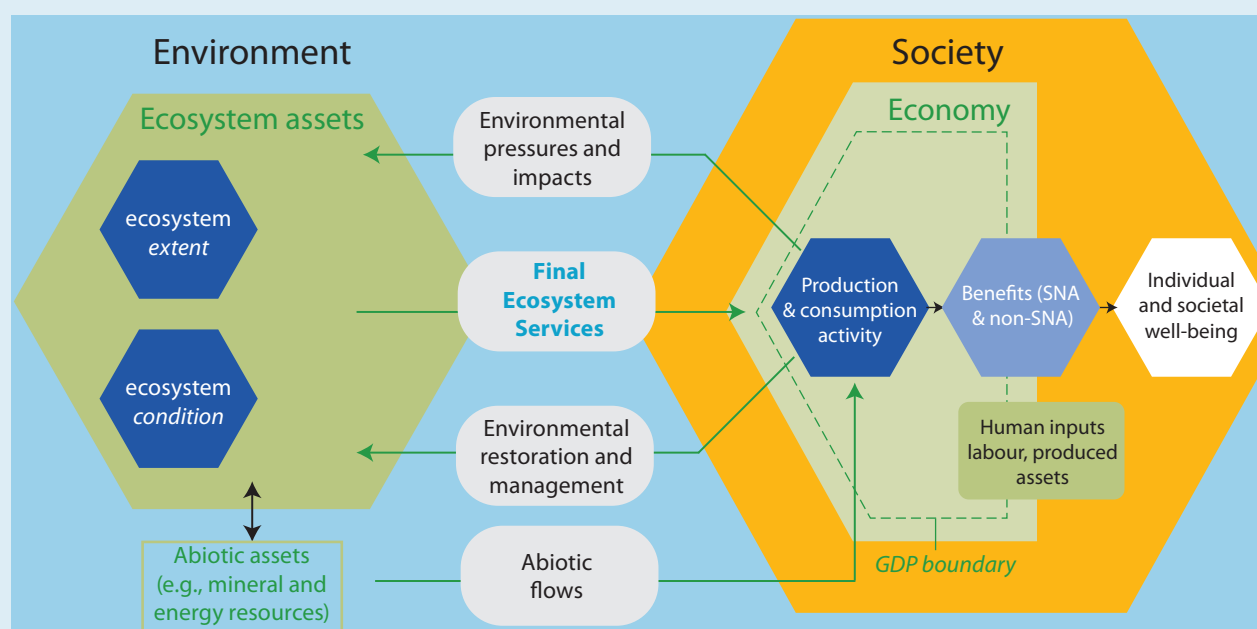 Environment
Ecosystem assets
ecosystem
extent
ecosystem
condition
Abiotic assets
(e.g., mineral and
energy resources)
Environmental
pressures and
impacts
Final
Ecosystem
Services
Environmental
restoration and
management
Abiotic
flows
Society
Economy
Production
& consumption
activity
Benefits (SNA
& non-SNA)
Individual
and societal
well-being
Human inputs
labour, produced
assets
GDP boundary